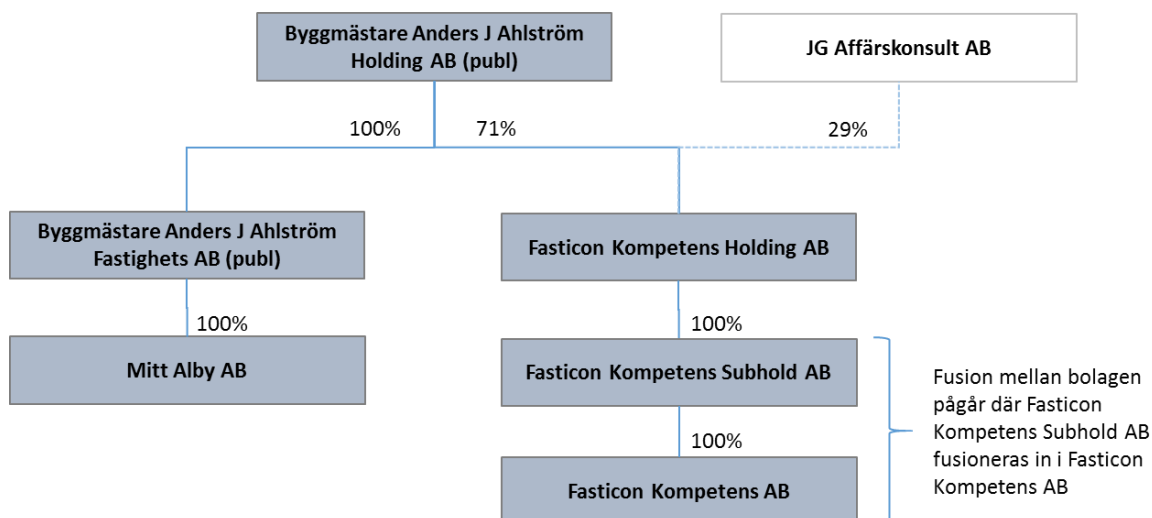 Byggmästare Anders J Ahlström
Holding AB (publ)
JG Affärskonsult AB
100%
71%
29%
Byggmästare Anders J Ahlström
Fastighets AB (publ)
Fasticon Kompetens Holding AB
100%
100%
Mitt Alby AB
Fasticon Kompetens Subhold AB
Fusion mellan bolagen
pågår där Fasticon
Kompetens Subhold AB
fusioneras in i Fasticon
Kompetens AB
100%
Fasticon Kompetens AB